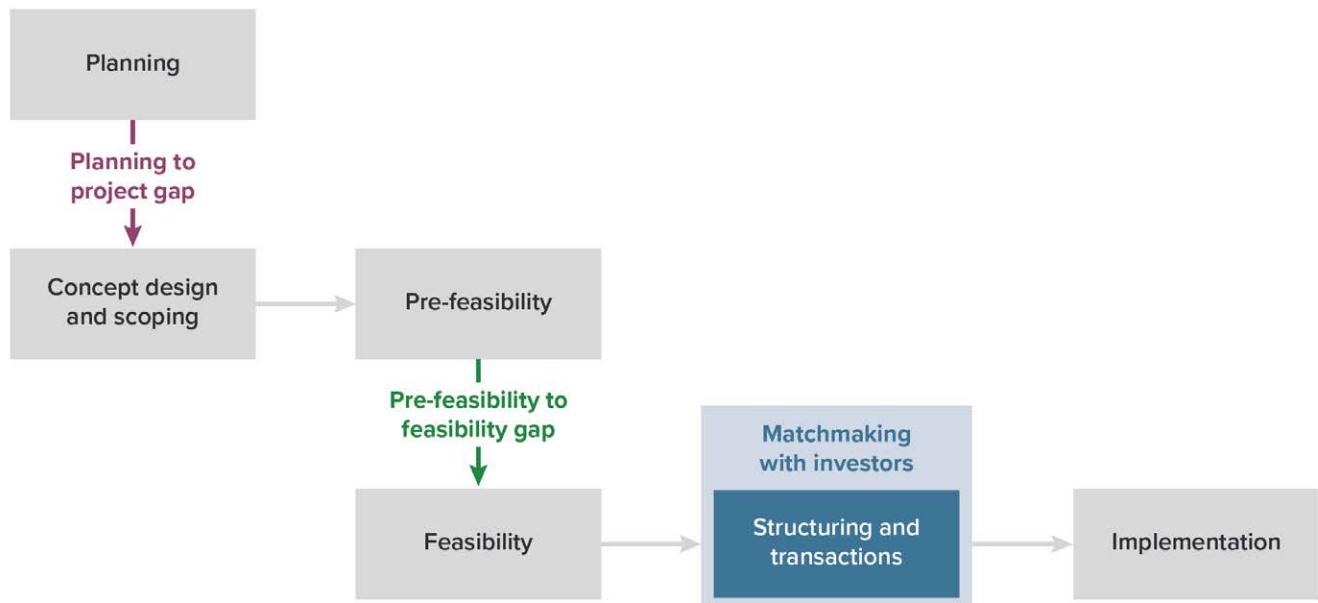 Planning
Planning to
project gap
Concept design
and scoping
Pre-feasibility
Pre-feasibility to
feasibility gap
Feasibility
Matchmaking
with investors
Structuring and
transactions
Implementation